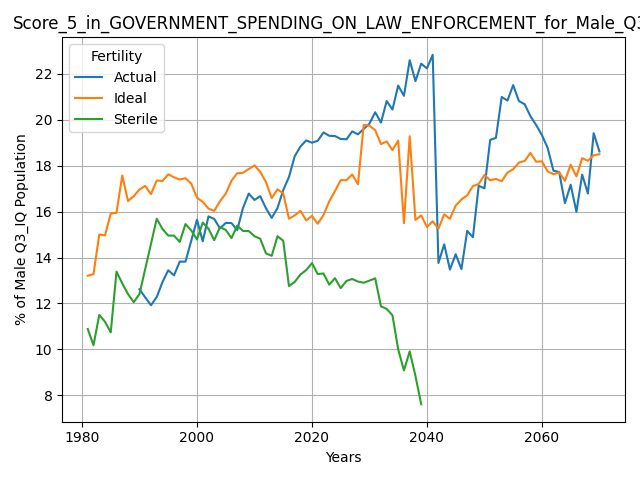 Score_5_in_GOVERNMENT_SPENDING_ON_LAW_ENFORCEMENT_for_Male_Q3
Fertility
Actual
Ideal
Sterile
% of Male Q3_IQ Population
22
20
18
16
14
12
10
8
1980 2000 2020 2040 2060
Years